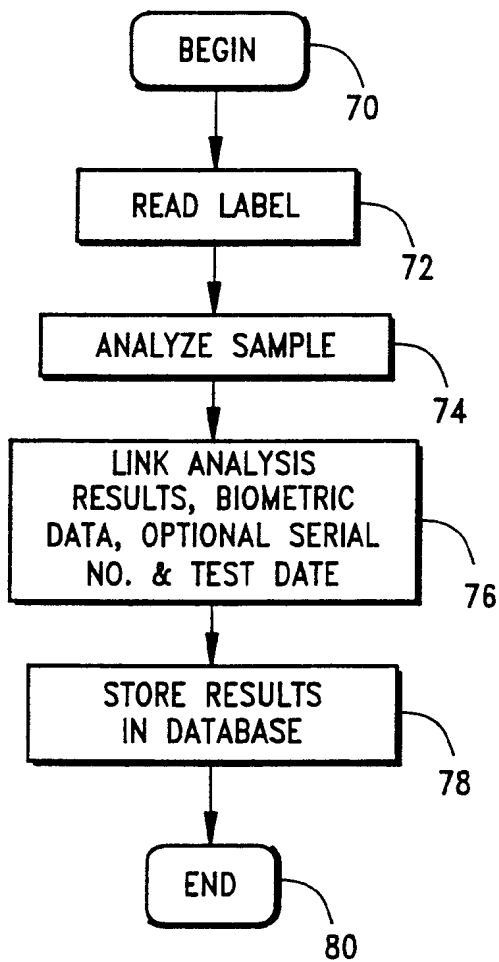 BEGIN
70
READ LABEL
72
ANALYZE SAMPLE
74
LINK ANALYSIS
RESULTS, BIOMETRIC
DATA, OPTIONAL SERIAL
NO. & TEST DATE
76
STORE RESULTS
IN DATABASE
78
END
80